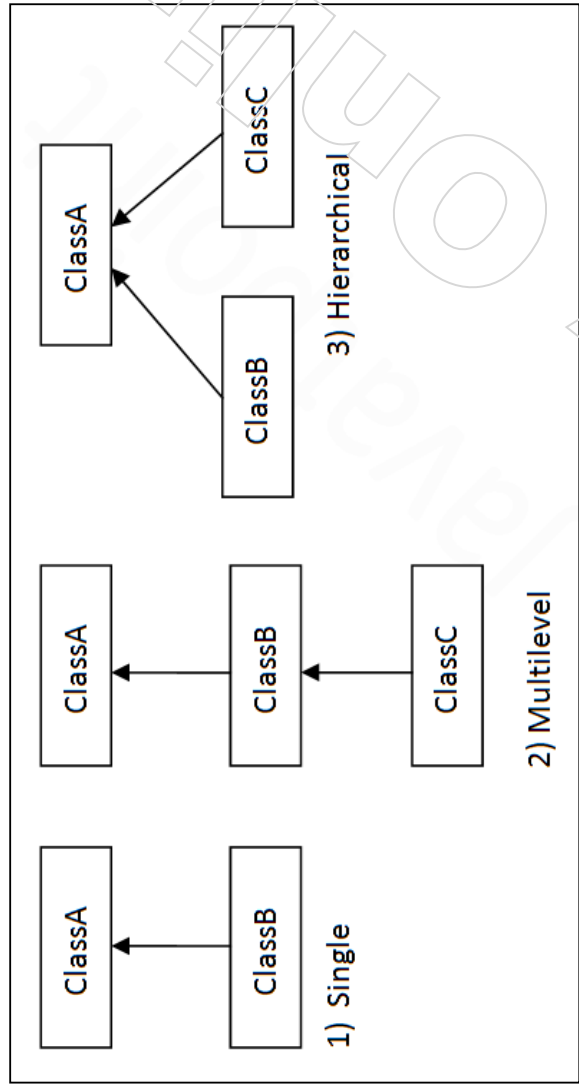 ClassA
ClassB
1) Single
ClassA
ClassB
ClassC
2) Multilevel
ClassA
ClassB
ClassC
3) Hierarchical